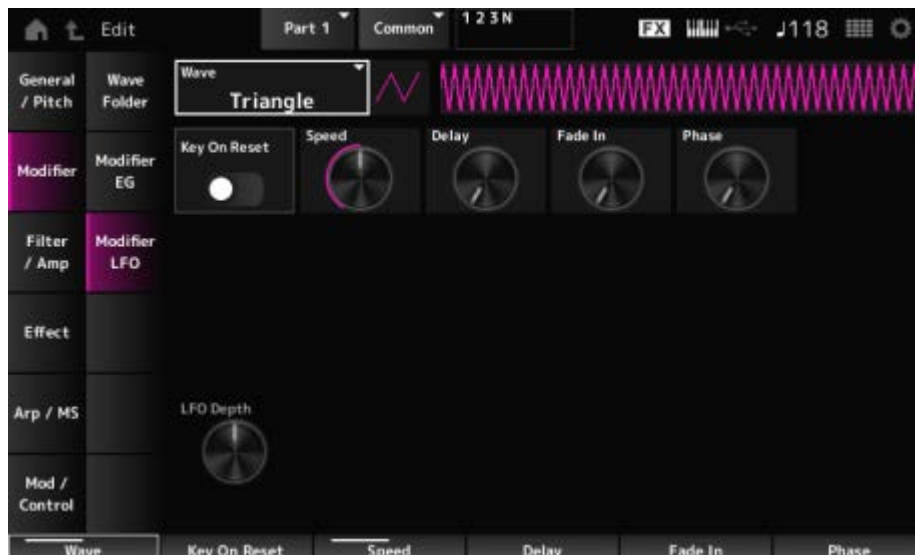 Edit
Part 1
Common
1 2 3 N
FX
♩118
General
/ Pitch
Modifier
Filter
/ Amp
Effect
Arp / MS
Mod /
Control
Wave
Folder
Modifier
EG
Modifier
LFO
Wave
Triangle
Key On Reset
Speed
Delay
Fade In
Phase
LFO Depth
Wave
Key On Reset
Speed
Delay
Fade In
Phase